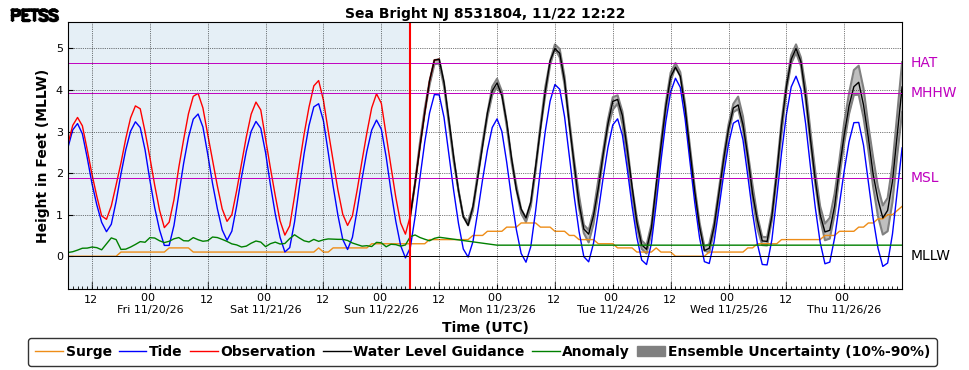 PETSS
Sea Bright NJ 8531804, 11/22 12:22
Height in Feet (MLLW)
5
4
3
2
1
0
HAT
MHHW
MSL
MLLW
12 00 12 00 12 00 12 00 12 00 12 00 12 00
Fri 11/20/26 Sat 11/21/26 Sun 11/22/26 Mon 11/23/26 Tue 11/24/26 Wed 11/25/26 Thu 11/26/26
Time (UTC)
Surge Tide Observation Water Level Guidance Anomaly Ensemble Uncertainty (10%-90%)